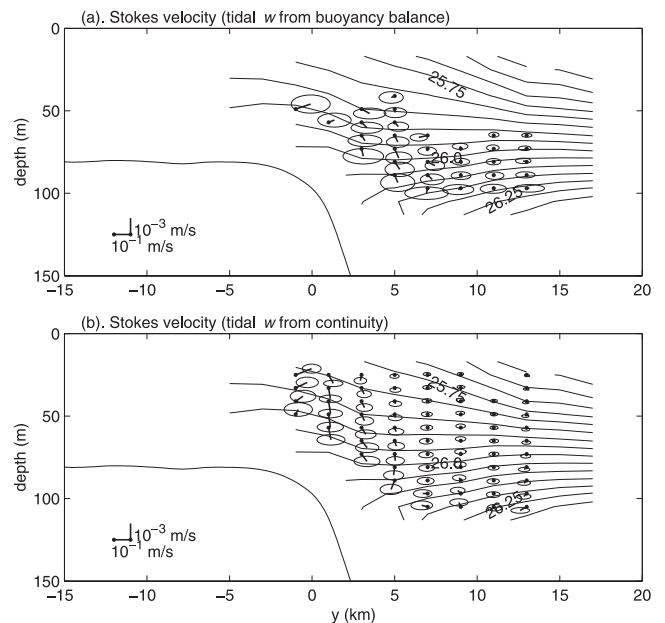 (a). Stokes velocity (tidal w from buoyancy balance)
0
50
100
150
depth (m)
25.75
26.0
26.25
10⁻³ m/s
10⁻¹ m/s
−15 −10 −5 0 5 10 15 20
(b). Stokes velocity (tidal w from continuity)
0
50
100
150
depth (m)
25.75
26.0
26.25
10⁻³ m/s
10⁻¹ m/s
−15 −10 −5 0 5 10 15 20
y (km)